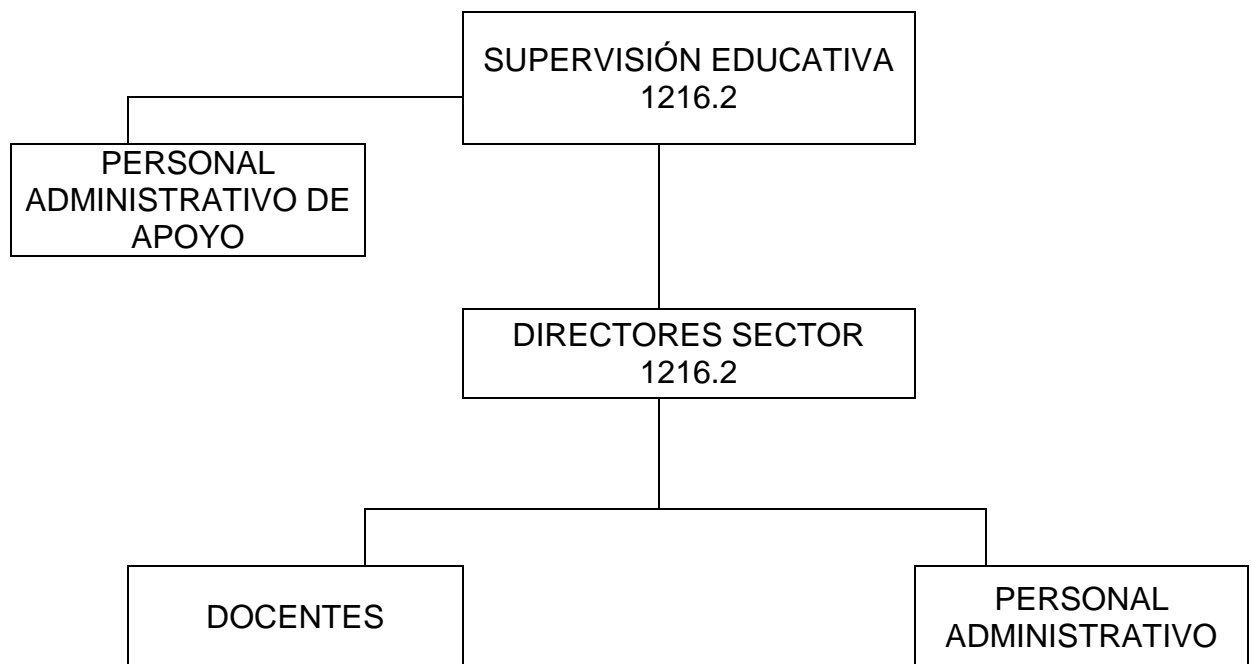 SUPERVISIÓN EDUCATIVA
1216.2
PERSONAL
ADMINISTRATIVO DE
APOYO
DIRECTORES SECTOR
1216.2
DOCENTES
PERSONAL
ADMINISTRATIVO